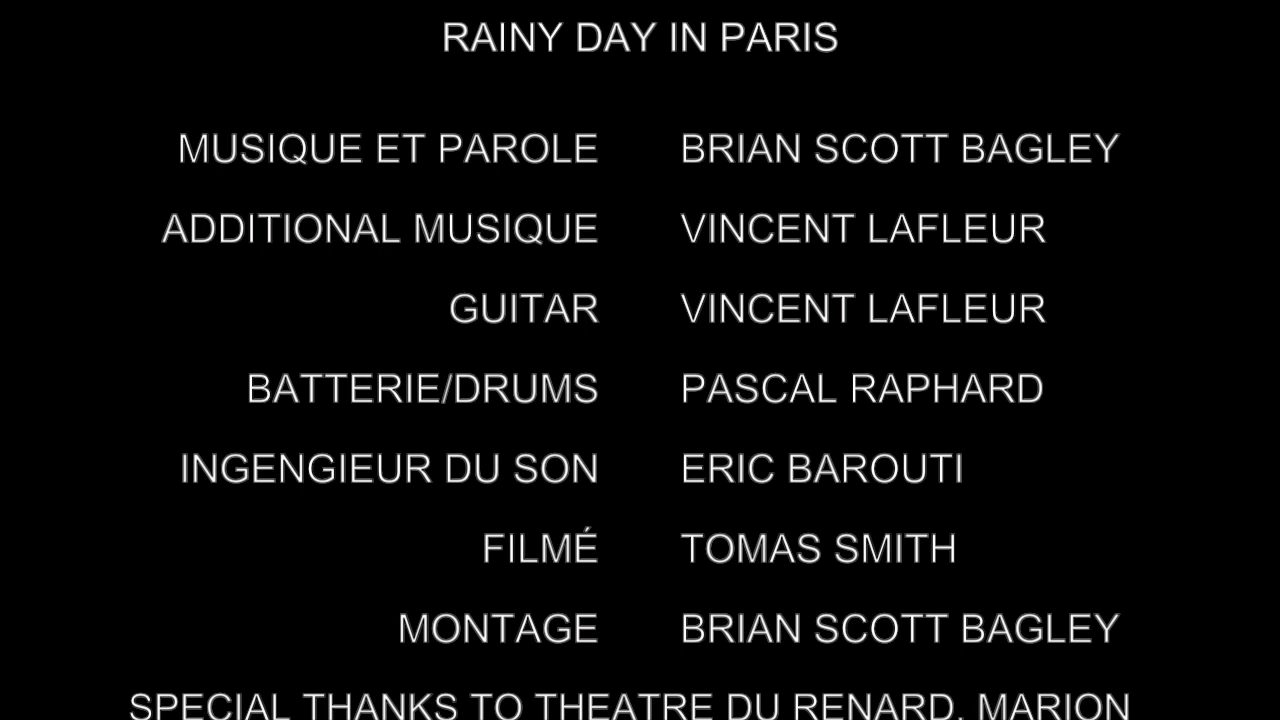 RAINY DAY IN PARIS
MUSIQUE ET PAROLE BRIAN SCOTT BAGLEY
ADDITIONAL MUSIQUE VINCENT LAFLEUR
GUITAR VINCENT LAFLEUR
BATTERIE/DRUMS PASCAL RAPHARD
INGENGIEUR DU SON ERIC BAROUTI
FILMÉ TOMAS SMITH
MONTAGE BRIAN SCOTT BAGLEY
SPECIAL THANKS TO THEATRE DU RENARD, MARION